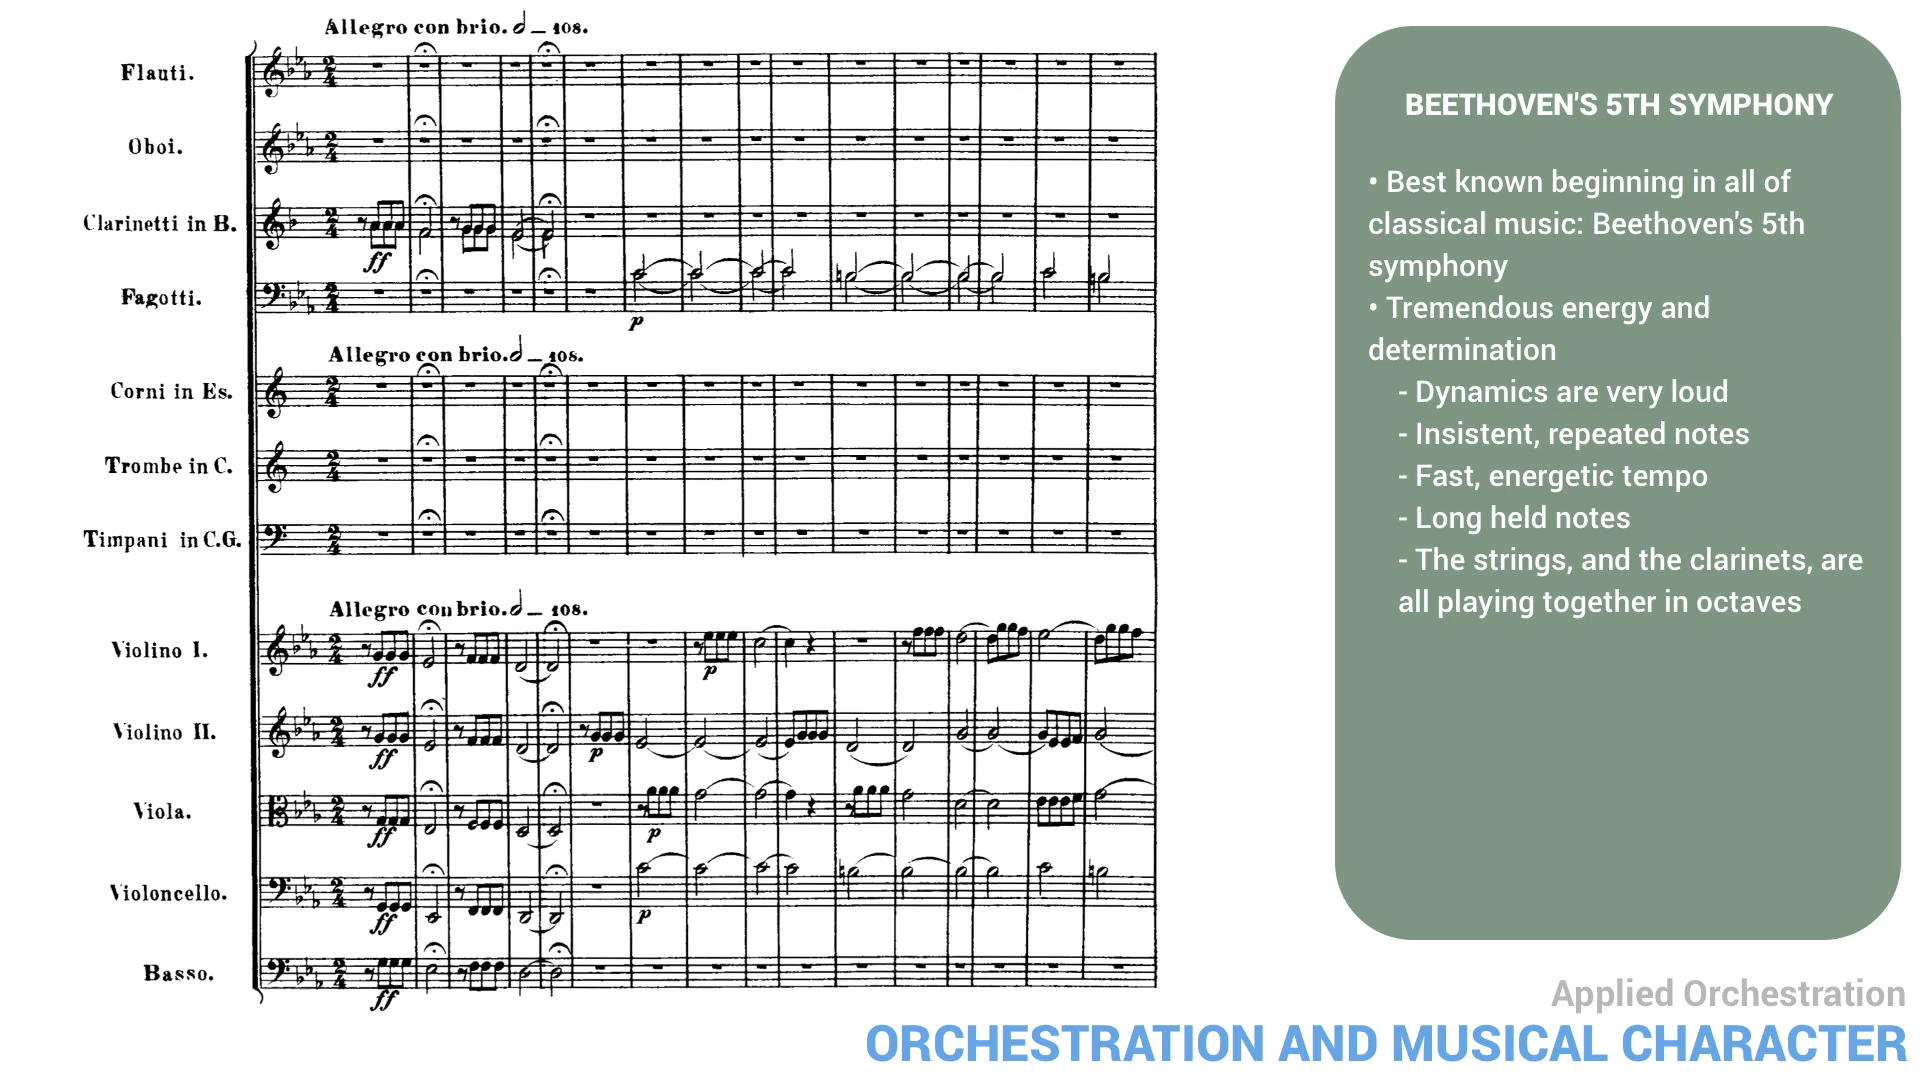 Allegro con brio. 𝅗𝅥 — 108.
Flauti.
Oboi.
Clarinetti in B.
ff
Fagotti.
p
Allegro con brio. 𝅗𝅥 — 108.
Corni in Es.
Trombe in C.
Timpani in C.G.
Allegro con brio. 𝅗𝅥 — 108.
Violino I.
ff p
Violino II.
ff p
Viola.
ff p
Violoncello.
ff p
Basso.
ff
BEETHOVEN'S 5TH SYMPHONY
• Best known beginning in all of
classical music: Beethoven's 5th
symphony
• Tremendous energy and
determination
- Dynamics are very loud
- Insistent, repeated notes
- Fast, energetic tempo
- Long held notes
- The strings, and the clarinets, are
all playing together in octaves
Applied Orchestration
ORCHESTRATION AND MUSICAL CHARACTER